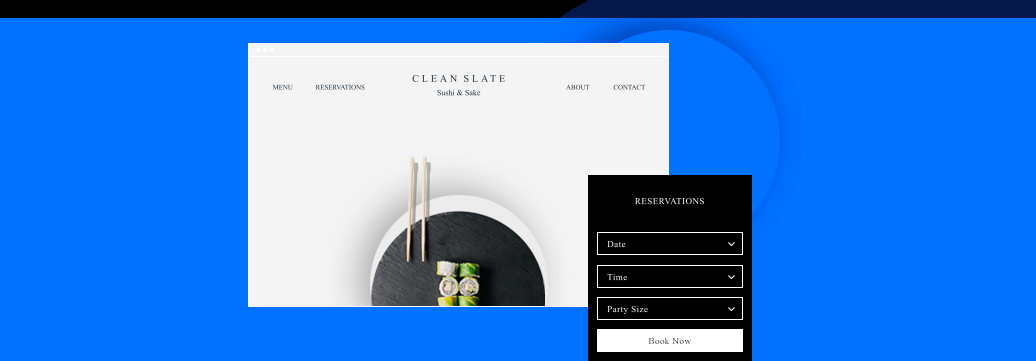 CLEAN SLATE
Sushi & Sake
MENU
RESERVATIONS
ABOUT
CONTACT
RESERVATIONS
Date
Time
Party Size
Book Now